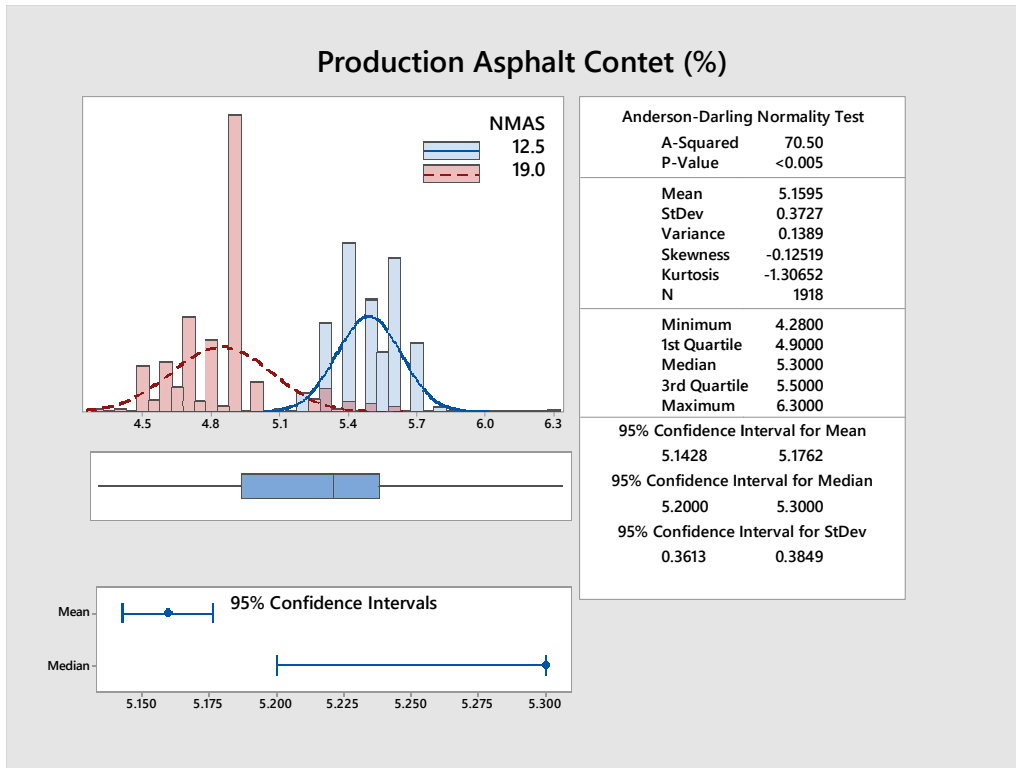 Production Asphalt Contet (%)
NMAS
12.5
19.0
4.5 4.8 5.1 5.4 5.7 6.0 6.3
Anderson-Darling Normality Test
A-Squared 70.50
P-Value <0.005
Mean 5.1595
StDev 0.3727
Variance 0.1389
Skewness -0.12519
Kurtosis -1.30652
N 1918
Minimum 4.2800
1st Quartile 4.9000
Median 5.3000
3rd Quartile 5.5000
Maximum 6.3000
95% Confidence Interval for Mean
5.1428 5.1762
95% Confidence Interval for Median
5.2000 5.3000
95% Confidence Interval for StDev
0.3613 0.3849
95% Confidence Intervals
Mean
Median
5.150 5.175 5.200 5.225 5.250 5.275 5.300